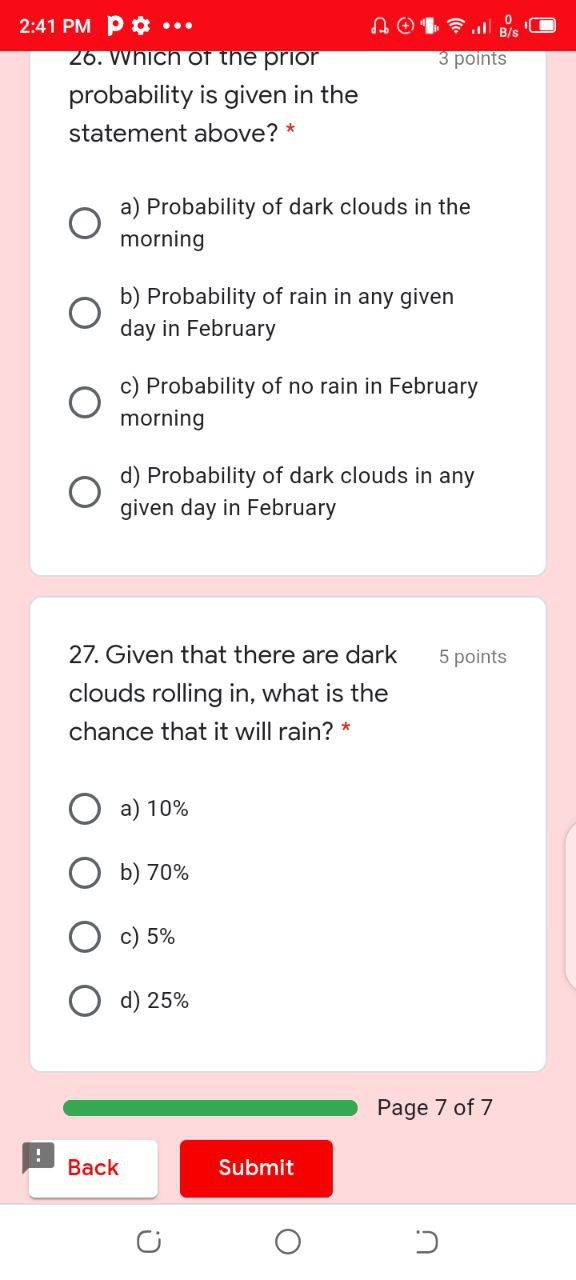 2:41 PM
0
B/s
26. Which of the prior
3 points
probability is given in the
statement above? *
a) Probability of dark clouds in the
morning
b) Probability of rain in any given
day in February
c) Probability of no rain in February
morning
d) Probability of dark clouds in any
given day in February
27. Given that there are dark
5 points
clouds rolling in, what is the
chance that it will rain? *
a) 10%
b) 70%
c) 5%
d) 25%
Page 7 of 7
!
Back
Submit